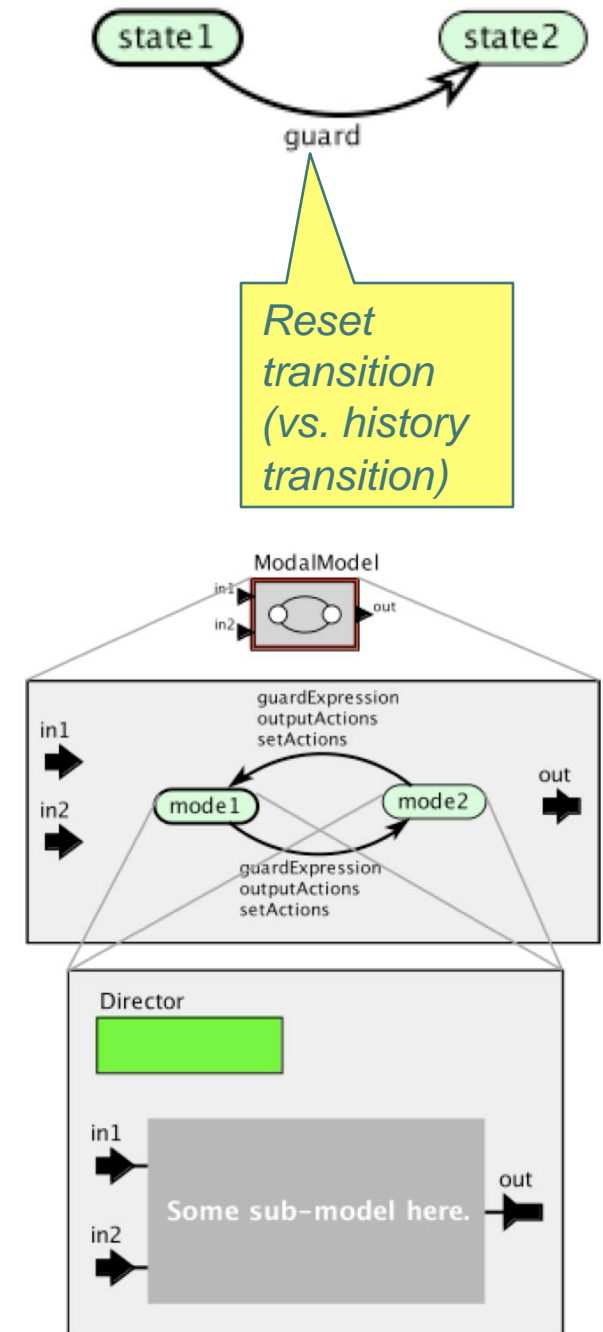 state1
state2
guard
Reset
transition
(vs. history
transition)
ModalModel
in1
in2
out
guardExpression
outputActions
setActions
in1
in2
out
mode1
mode2
guardExpression
outputActions
setActions
Director
in1
in2
out
Some sub-model here.